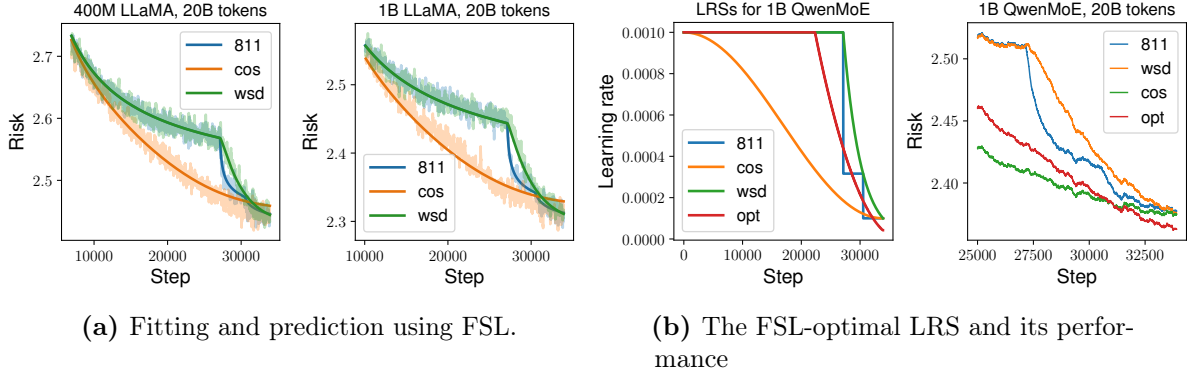 400M LLaMA, 20B tokens
Risk
2.7
2.6
2.5
811
cos
wsd
10000
20000
30000
Step
1B LLaMA, 20B tokens
Risk
2.5
2.4
2.3
811
cos
wsd
10000
20000
30000
Step
(a) Fitting and prediction using FSL.
LRSs for 1B QwenMoE
Learning rate
0.0010
0.0008
0.0006
0.0004
0.0002
0.0000
811
cos
wsd
opt
0
10000
20000
30000
Step
1B QwenMoE, 20B tokens
Risk
2.50
2.45
2.40
811
wsd
cos
opt
25000
27500
30000
32500
Step
(b) The FSL-optimal LRS and its perfor-
mance